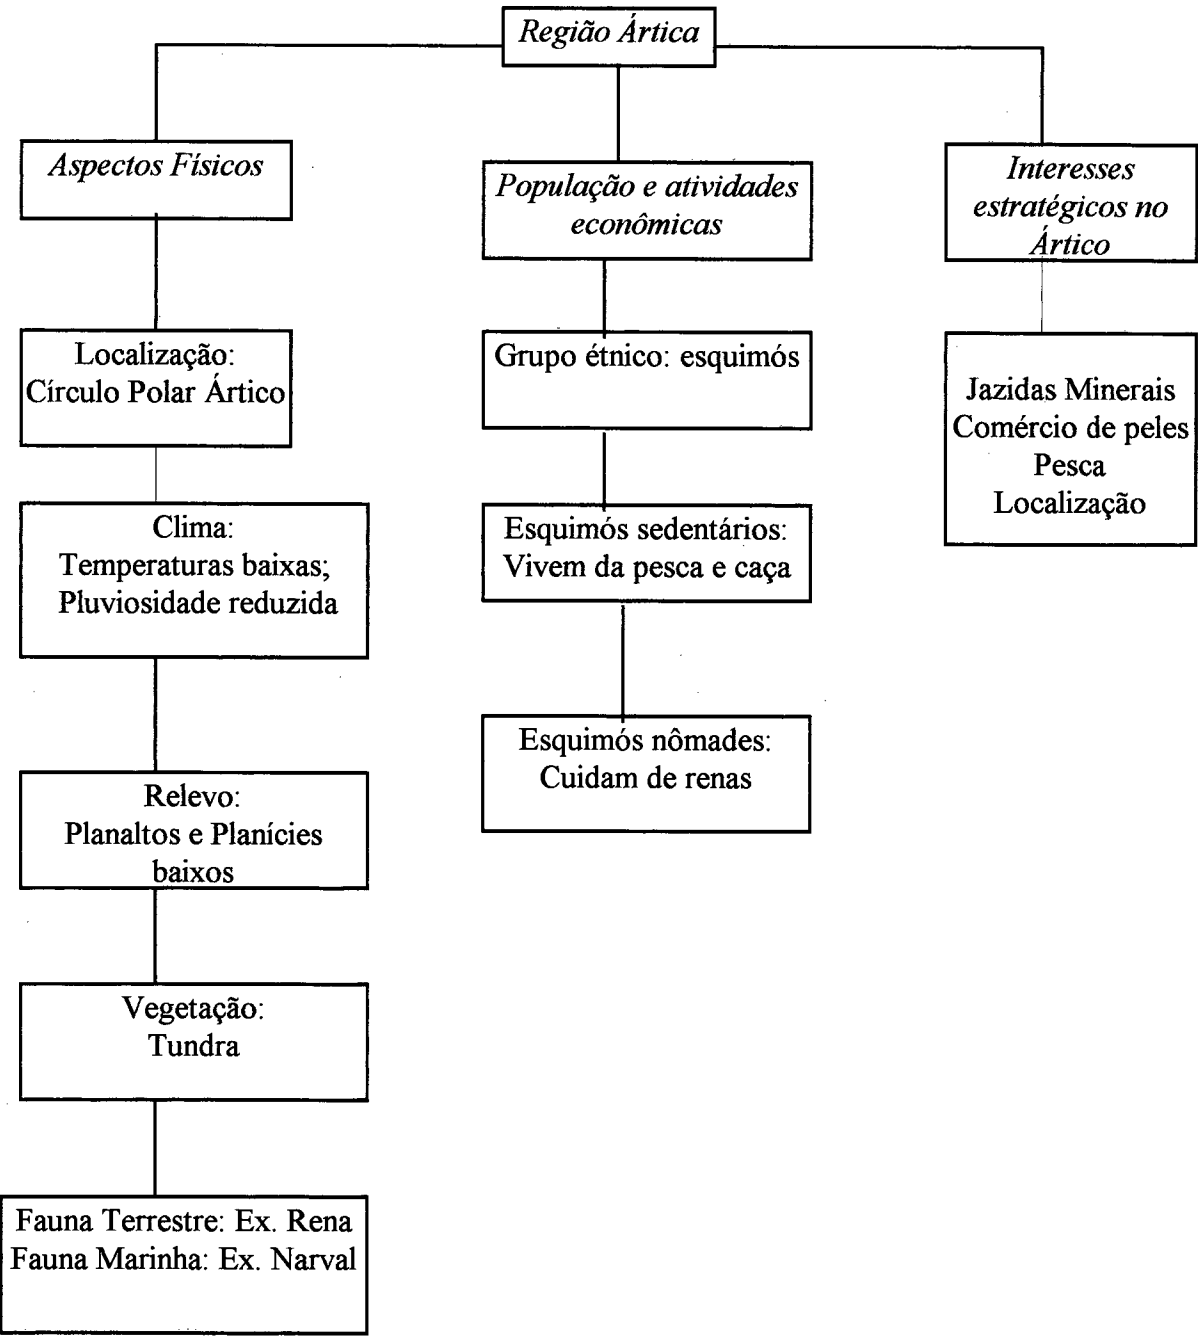 Região Ártica
Aspectos Físicos
Localização:
Círculo Polar Ártico
Clima:
Temperaturas baixas;
Pluviosidade reduzida
Relevo:
Planaltos e Planícies
baixos
Vegetação:
Tundra
Fauna Terrestre: Ex. Rena
Fauna Marinha: Ex. Narval
População e atividades
econômicas
Grupo étnico: esquimós
Esquimós sedentários:
Vivem da pesca e caça
Esquimós nômades:
Cuidam de renas
Interesses
estratégicos no
Ártico
Jazidas Minerais
Comércio de peles
Pesca
Localização